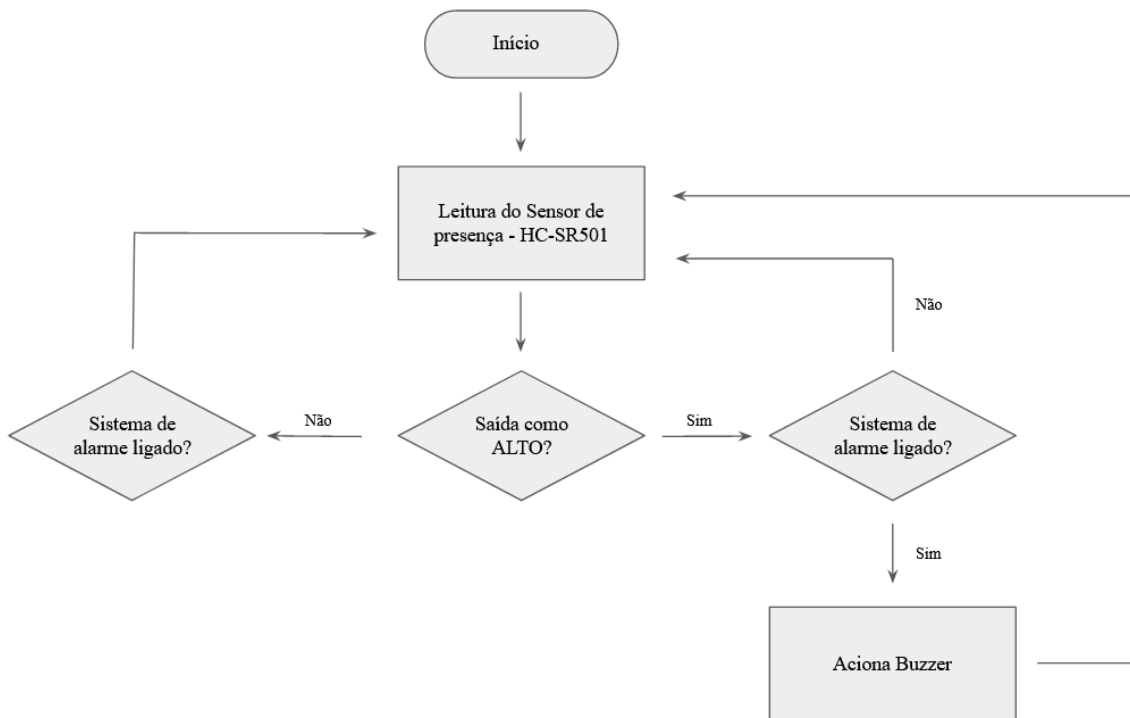 Início
Leitura do Sensor de
presença - HC-SR501
Não
Sistema de
alarme ligado?
Não
Saída como
ALTO?
Sim
Sistema de
alarme ligado?
Sim
Aciona Buzzer